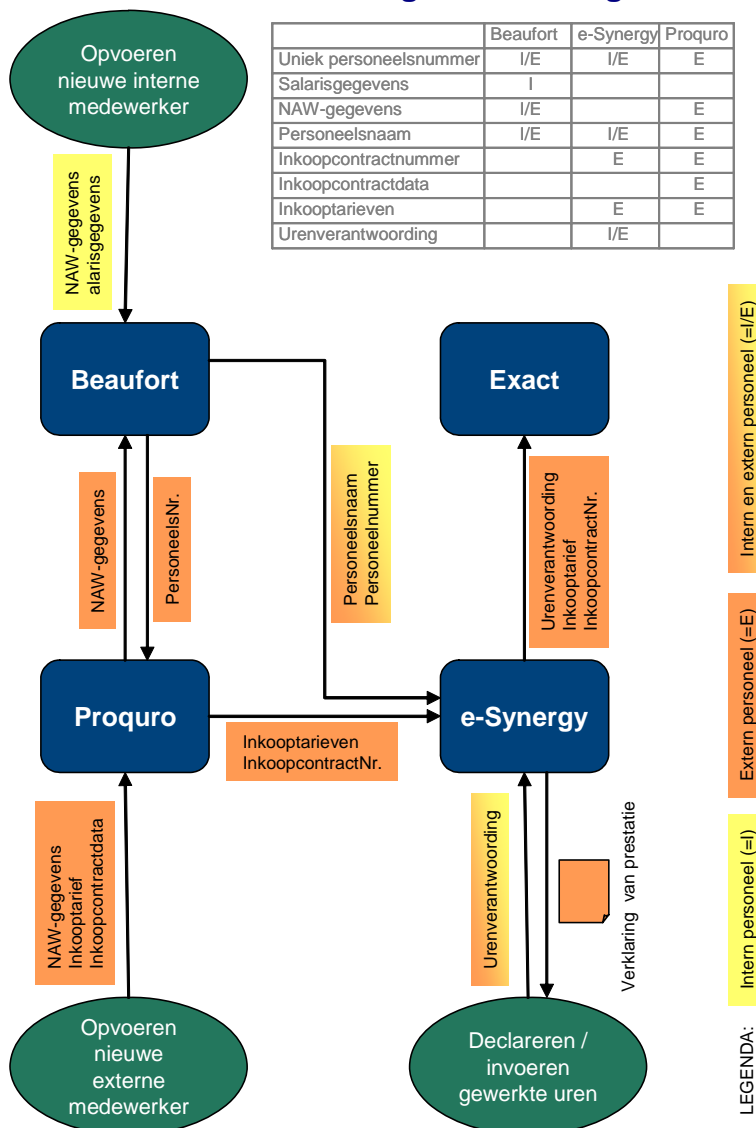 Opvoeren
nieuwe interne
medewerker
Beaufort e-Synergy Proquro
Uniek personeelsnummer I/E I/E E
Salarisgegevens I
NAW-gegevens I/E E
Personeelsnaam I/E I/E E
Inkoopcontractnummer E E
Inkoopcontractdata E
Inkooptarieven E E
Urenverantwoording I/E
NAW-gegevens
alarisgegevens
Beaufort
Exact
NAW-gegevens
PersoneelsNr.
Personeelsnaam
Personeelnummer
Urenverantwoording
Inkooptarief
InkoopcontractNr.
Proquro
e-Synergy
Inkooptarieven
InkoopcontractNr.
NAW-gegevens
Inkooptarief
Inkoopcontractdata
Urenverantwoording
Verklaring van prestatie
Opvoeren
nieuwe
externe
medewerker
Declareren /
invoeren
gewerkte uren
LEGENDA:
Intern personeel (=I)
Extern personeel (=E)
Intern en extern personeel (=I/E)